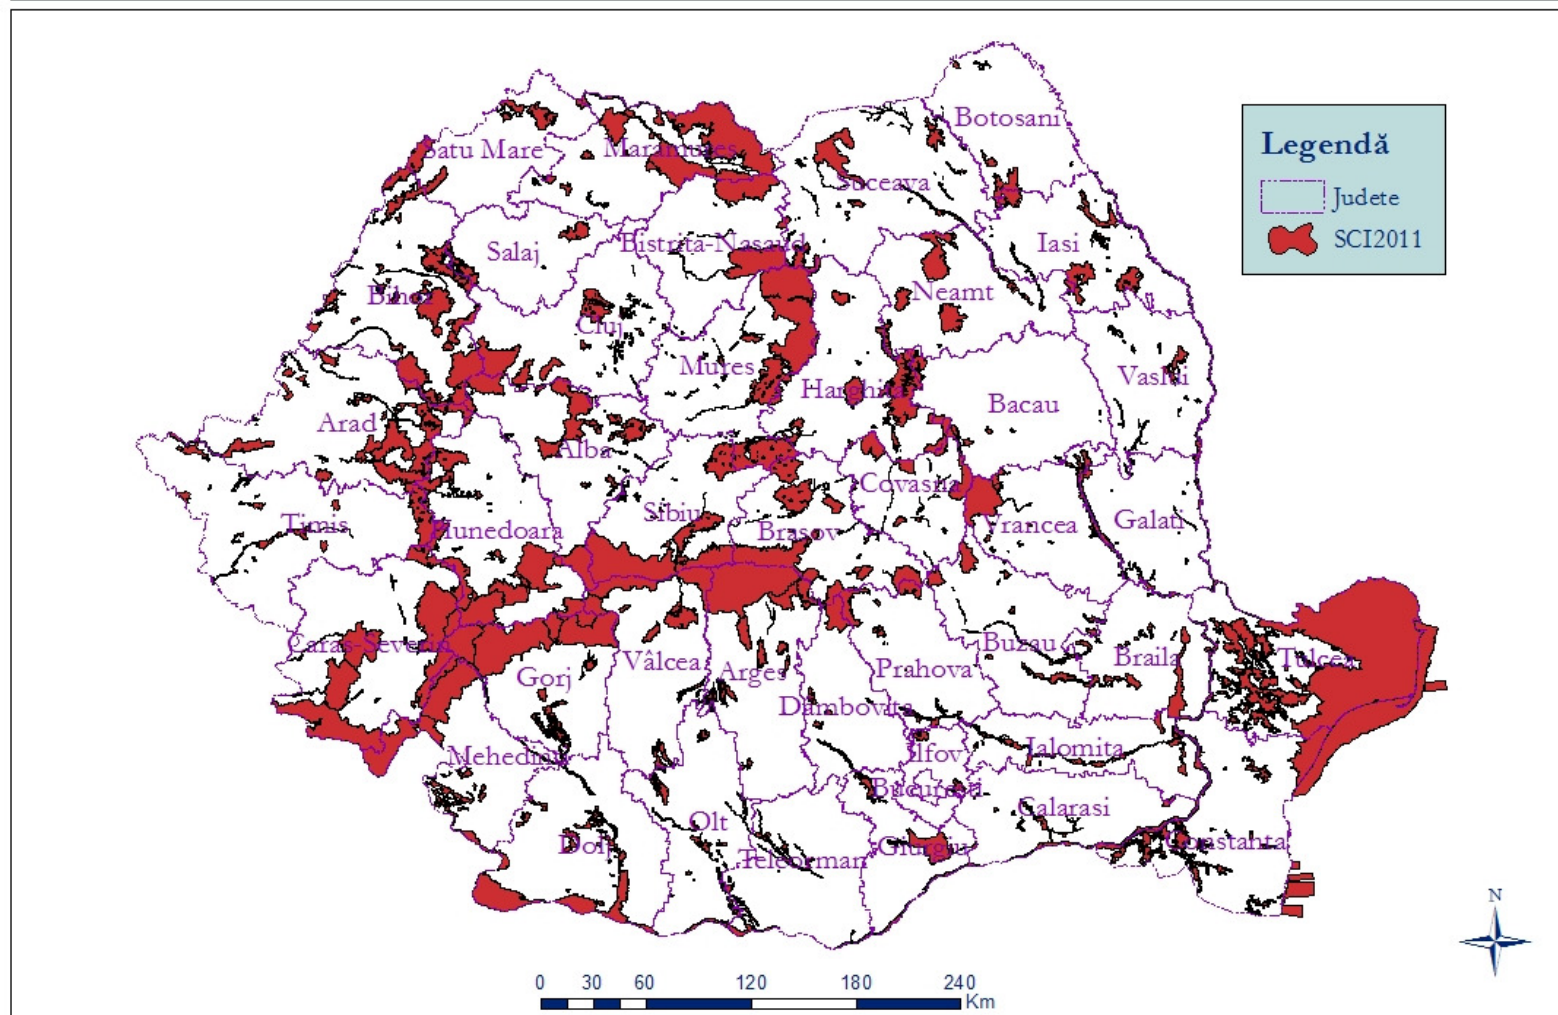 Botosani
Legendă
Judete
SCI2011
Satu Mare
Maramures
Suceava
Salaj
Bistrita-Nasaud
Iasi
Bihor
Neamt
Cluj
Mures
Harghita
Vaslui
Bacau
Arad
Alba
Covasna
Timis
Hunedoara
Sibiu
Brasov
Vrancea
Galati
Caras-Severin
Gorj
Vâlcea
Arges
Prahova
Buzau
Braila
Tulcea
Dâmbovita
Mehedinti
Ilfov
Ialomita
Bucuresti
Calarasi
Olt
Dolj
Teleorman
Giurgiu
Constanta
N
0 30 60 120 180 240
Km